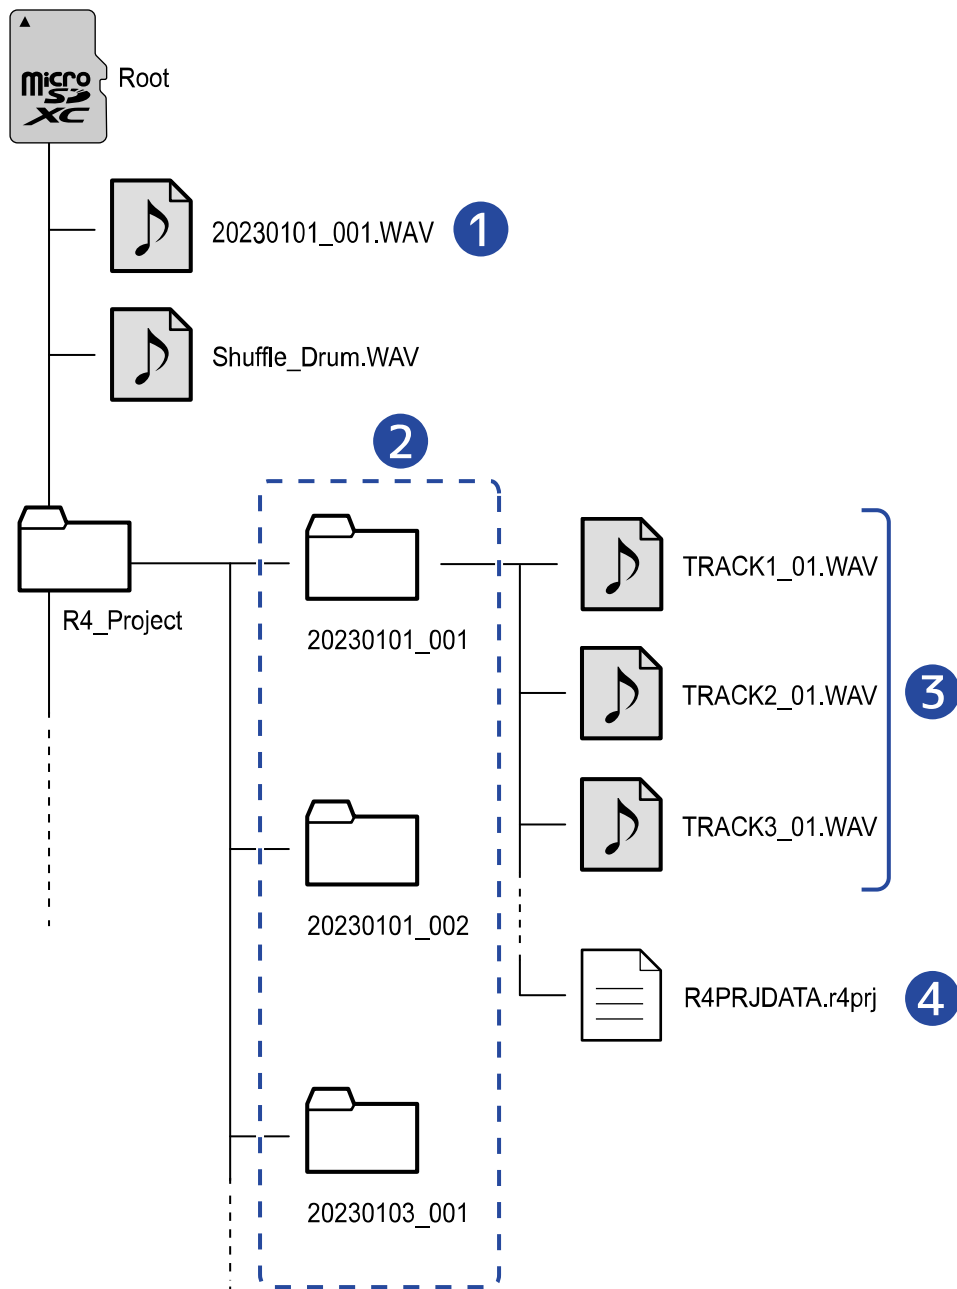 micro
SD
XC
Root
20230101_001.WAV
1
Shuffle_Drum.WAV
2
R4_Project
20230101_001
TRACK1_01.WAV
TRACK2_01.WAV
3
TRACK3_01.WAV
20230101_002
R4PRJDATA.r4prj
4
20230103_001